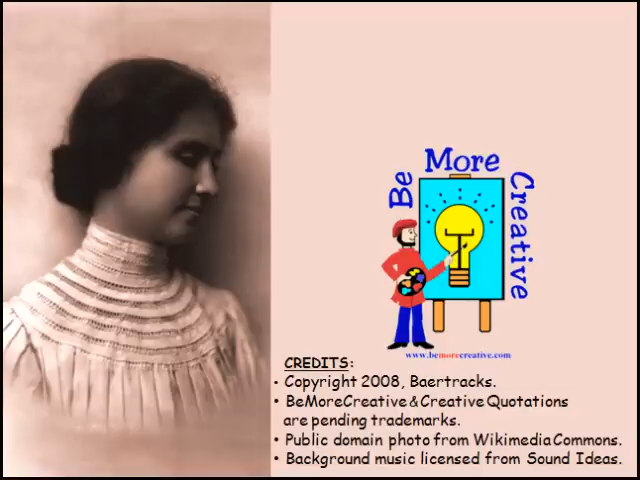 Be More Creative
www.bemorecreative.com
CREDITS:
• Copyright 2008, Baertracks.
• BeMoreCreative & Creative Quotations
are pending trademarks.
• Public domain photo from Wikimedia Commons.
• Background music licensed from Sound Ideas.